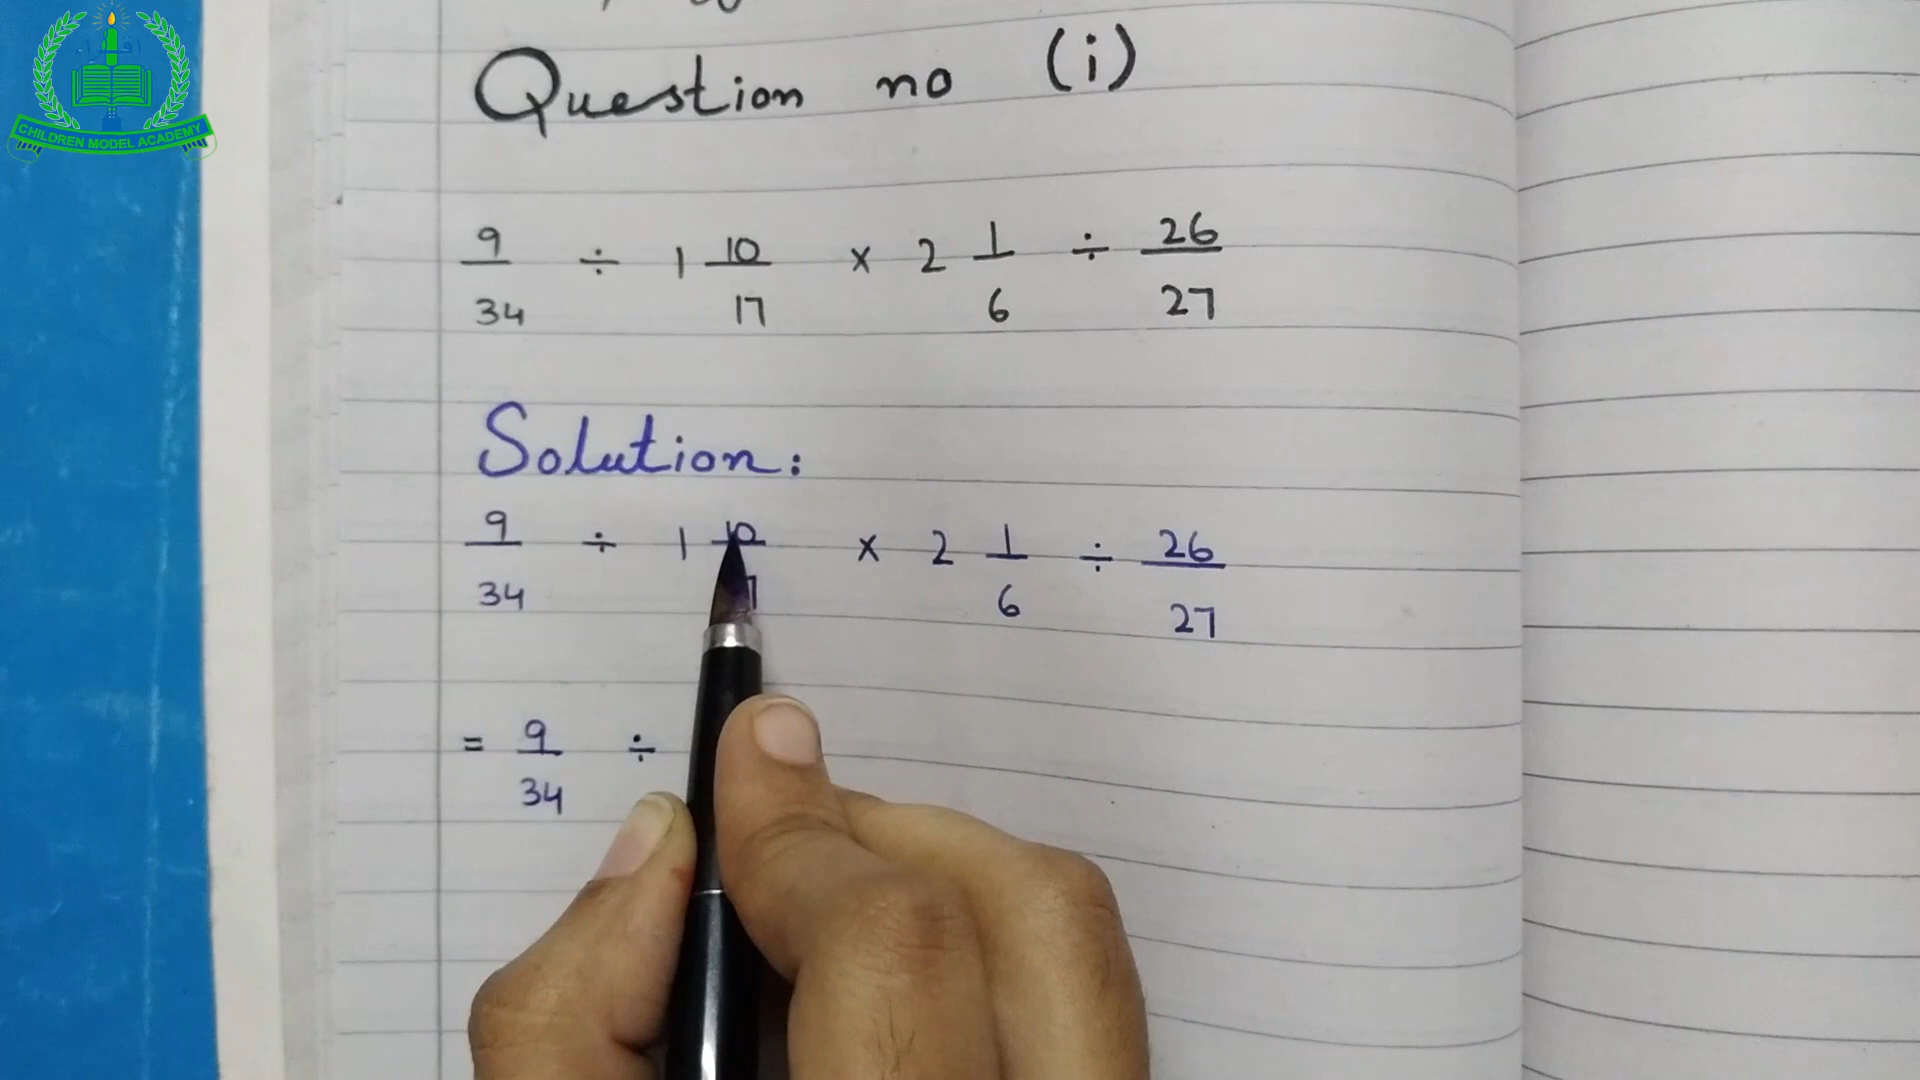 اقراء
CHILDREN MODEL ACADEMY
Question no (i)
9/34 ÷ 1 10/17 × 2 1/6 ÷ 26/27
Solution:
9/34 ÷ 1 10/17 × 2 1/6 ÷ 26/27
= 9/34 ÷